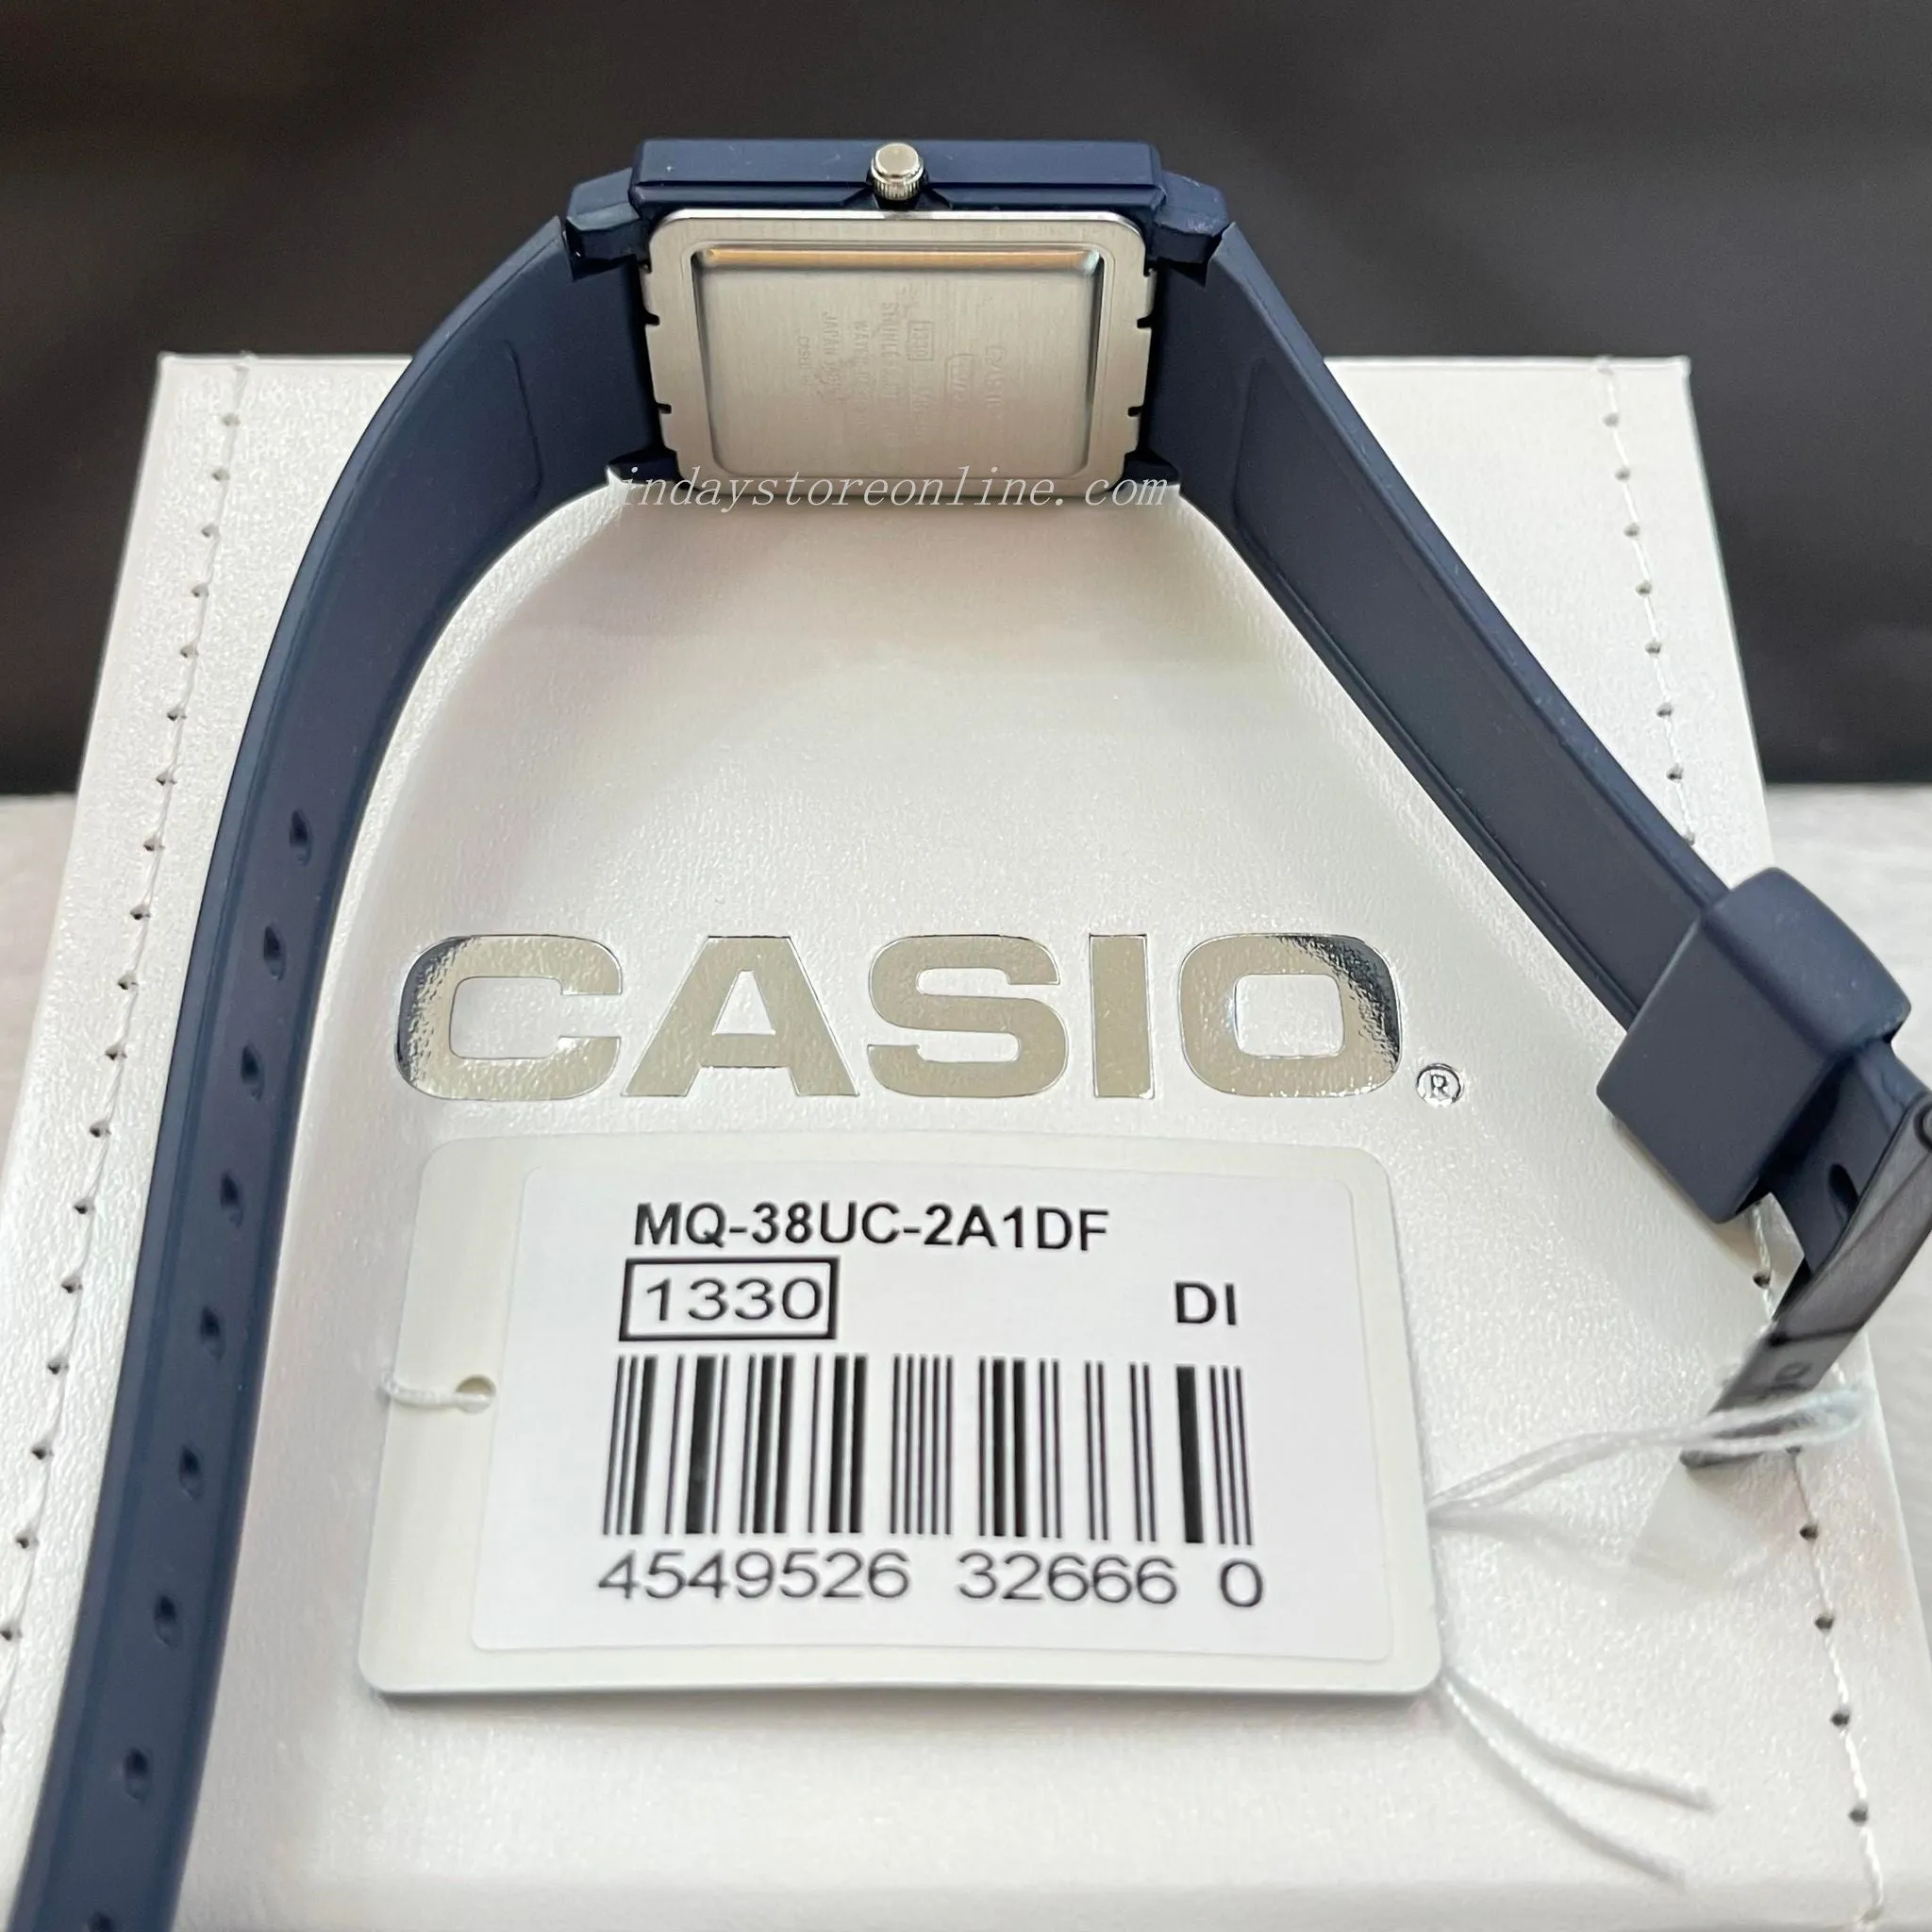 indaystoreonline.com
CASIO®
MQ-38UC-2A1DF
1330 DI
4549526 32666 0